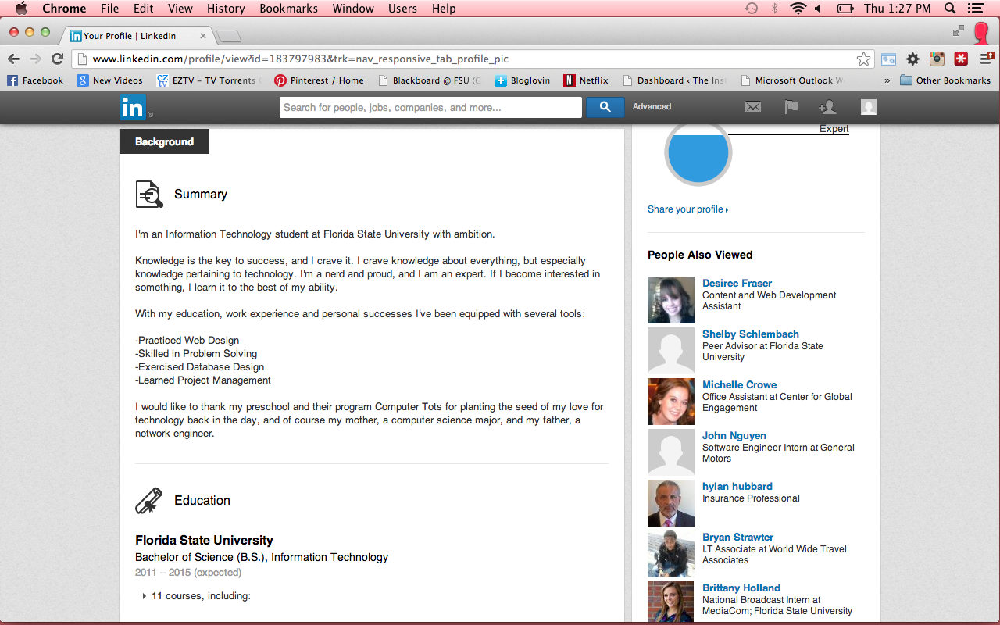 Chrome File Edit View History Bookmarks Window Users Help Thu 1:27 PM
in Your Profile | LinkedIn
www.linkedin.com/profile/view?id=183797983&trk=nav_responsive_tab_profile_pic
Facebook New Videos EZTV - TV Torrents Pinterest / Home Blackboard @ FSU (C Bloglovin Netflix Dashboard ‹ The Inst Microsoft Outlook W » Other Bookmarks
in ® Search for people, jobs, companies, and more... Advanced
Background
Summary
I'm an Information Technology student at Florida State University with ambition.
Knowledge is the key to success, and I crave it. I crave knowledge about everything, but especially
knowledge pertaining to technology. I'm a nerd and proud, and I am an expert. If I become interested in
something, I learn it to the best of my ability.
With my education, work experience and personal successes I've been equipped with several tools:
-Practiced Web Design
-Skilled in Problem Solving
-Exercised Database Design
-Learned Project Management
I would like to thank my preschool and their program Computer Tots for planting the seed of my love for
technology back in the day, and of course my mother, a computer science major, and my father, a
network engineer.
Education
Florida State University
Bachelor of Science (B.S.), Information Technology
2011 – 2015 (expected)
11 courses, including:
Expert
Share your profile
People Also Viewed
Desiree Fraser
Content and Web Development
Assistant
Shelby Schlembach
Peer Advisor at Florida State
University
Michelle Crowe
Office Assistant at Center for Global
Engagement
John Nguyen
Software Engineer Intern at General
Motors
hylan hubbard
Insurance Professional
Bryan Strawter
I.T Associate at World Wide Travel
Associates
Brittany Holland
National Broadcast Intern at
MediaCom; Florida State University